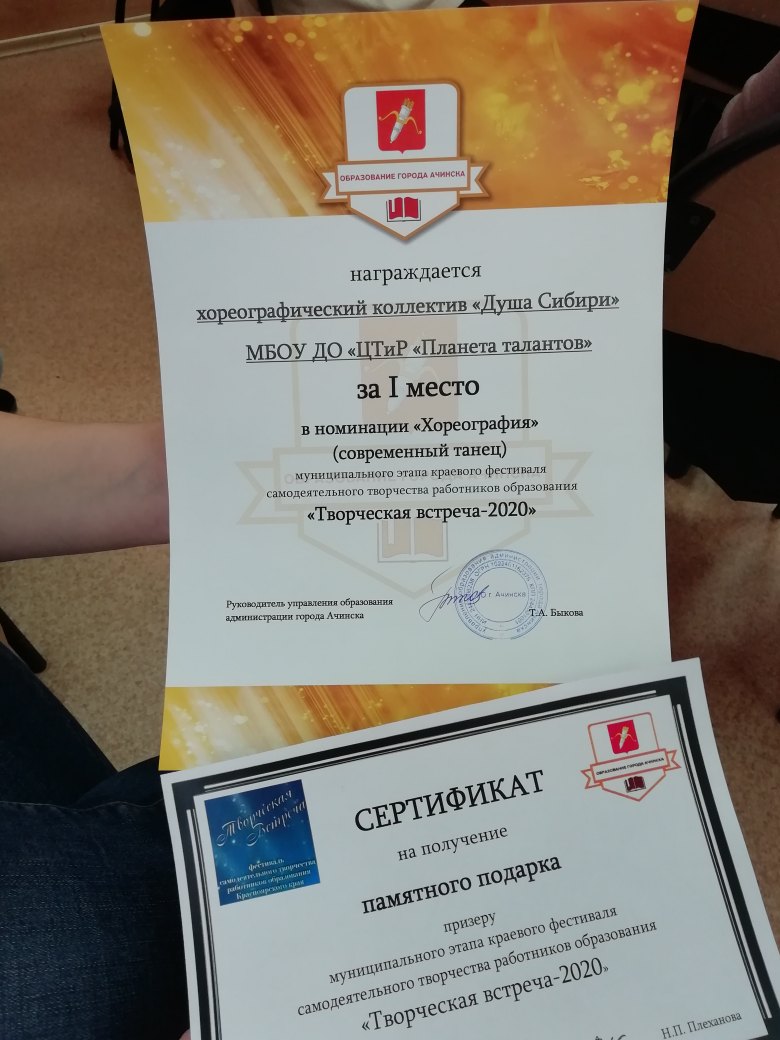 ОБРАЗОВАНИЕ ГОРОДА АЧИНСКА
награждается
хореографический коллектив «Душа Сибири»
МБОУ ДО «ЦТиР «Планета талантов»
за I место
в номинации «Хореография»
(современный танец)
муниципального этапа краевого фестиваля
самодеятельного творчества работников образования
«Творческая встреча-2020»
Руководитель управления образования
администрации города Ачинска
г. Ачинска
Т.А. Быкова
Творческая
Встреча
фестиваль
самодеятельного творчества
работников образования
Красноярского края
ОБРАЗОВАНИЕ ГОРОДА АЧИНСКА
СЕРТИФИКАТ
на получение
памятного подарка
призеру
муниципального этапа краевого фестиваля
самодеятельного творчества работников образования
«Творческая встреча-2020»
Н.П. Плеханова